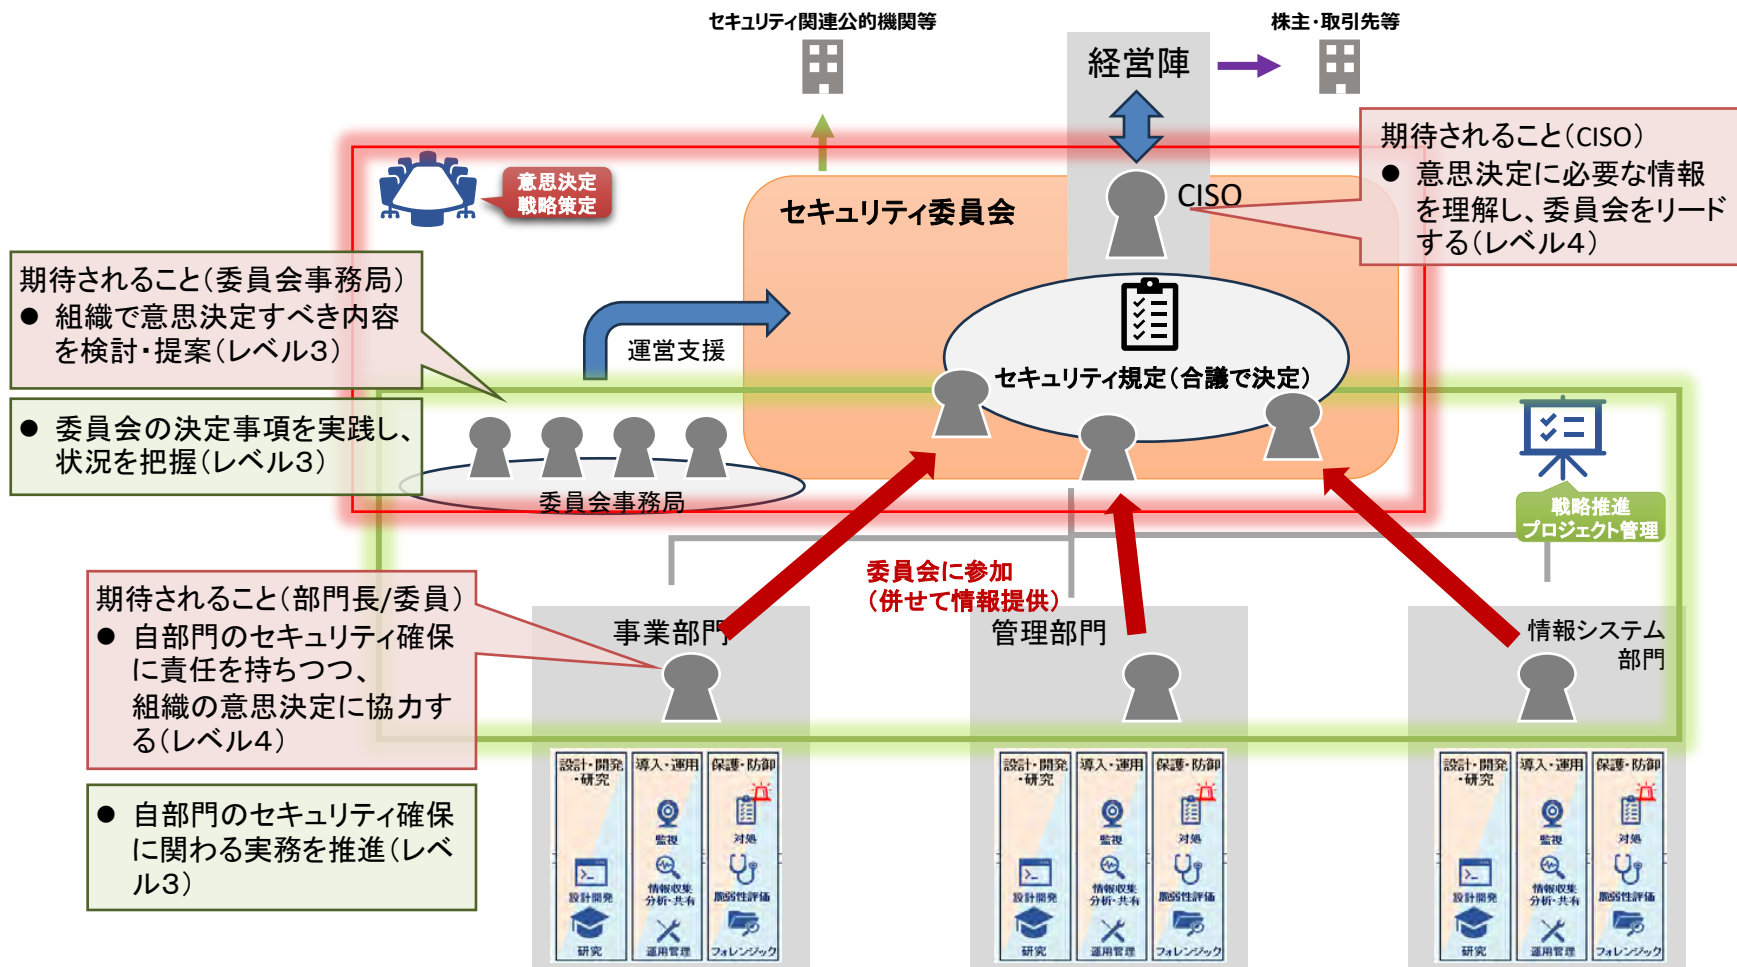 セキュリティ関連公的機関等
株主・取引先等
経営陣
期待されること(CISO)
● 意思決定に必要な情報
を理解し、委員会をリード
する(レベル4)
意思決定
戦略策定
セキュリティ委員会
CISO
期待されること(委員会事務局)
● 組織で意思決定すべき内容
を検討・提案(レベル3)
運営支援
セキュリティ規定(合議で決定)
● 委員会の決定事項を実践し、
状況を把握(レベル3)
委員会事務局
戦略推進
プロジェクト管理
委員会に参加
(併せて情報提供)
期待されること(部門長/委員)
● 自部門のセキュリティ確保
に責任を持ちつつ、
組織の意思決定に協力す
る(レベル4)
事業部門
管理部門
情報システム
部門
● 自部門のセキュリティ確保
に関わる実務を推進(レベ
ル3)
設計・開発
・研究
導入・運用
保護・防御
監視
対処
設計開発
情報収集
分析・共有
脆弱性評価
研究
運用管理
フォレンジック
設計・開発
・研究
導入・運用
保護・防御
監視
対処
設計開発
情報収集
分析・共有
脆弱性評価
研究
運用管理
フォレンジック
設計・開発
・研究
導入・運用
保護・防御
監視
対処
設計開発
情報収集
分析・共有
脆弱性評価
研究
運用管理
フォレンジック